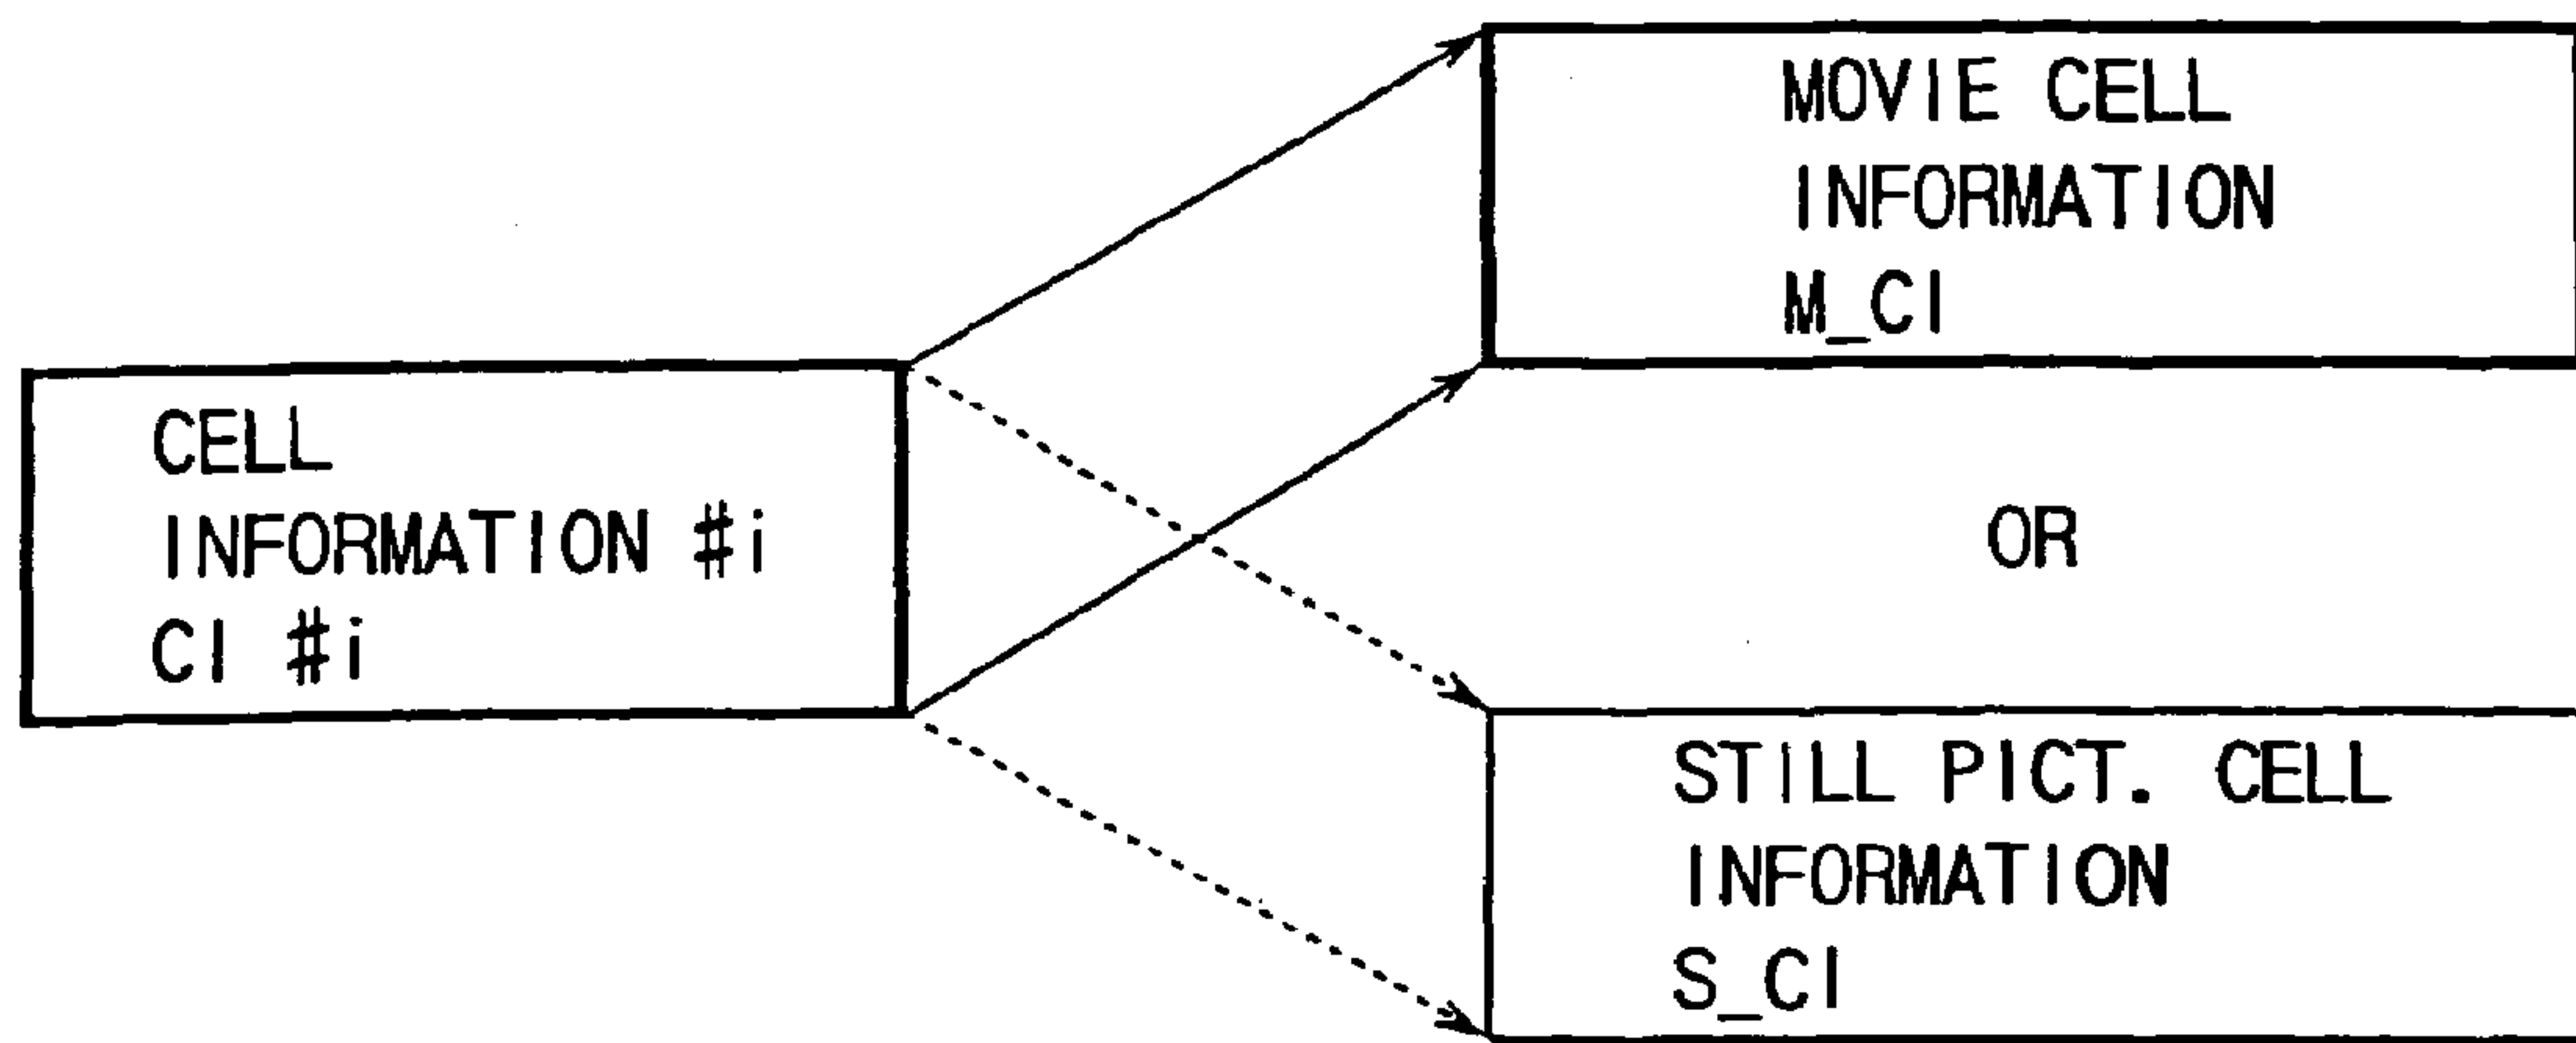 CELL
INFORMATION #i
CI #i
MOVIE CELL
INFORMATION
M_CI
OR
STILL PICT. CELL
INFORMATION
S_CI